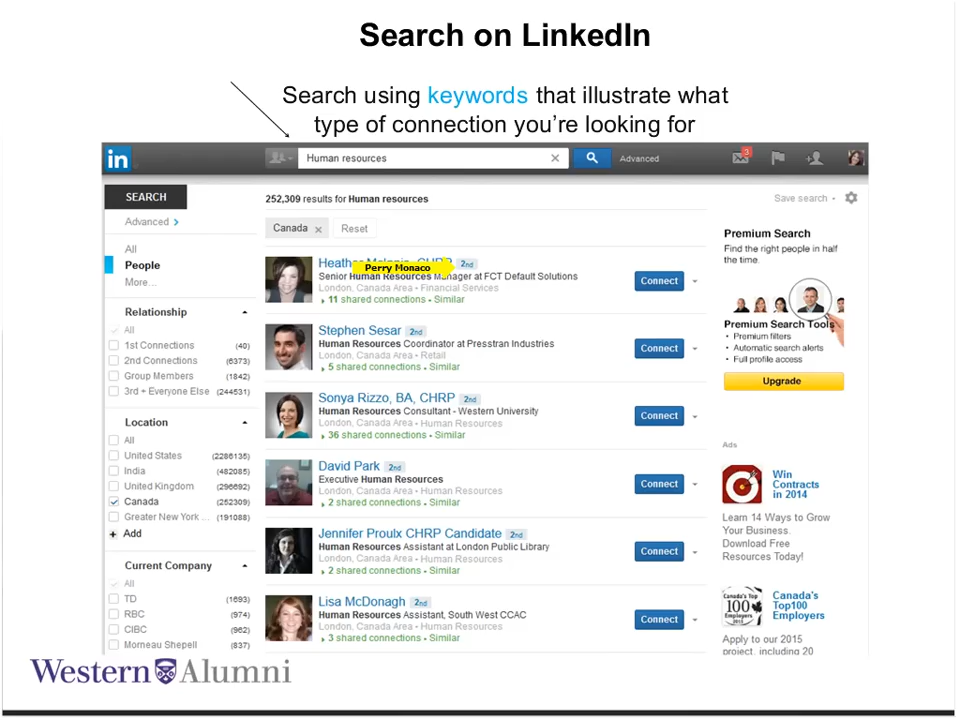 Search on LinkedIn
Search using keywords that illustrate what
type of connection you're looking for
in
Human resources
Advanced
3
SEARCH
Advanced
All
People
More...
Relationship
All
1st Connections (40)
2nd Connections (6373)
Group Members (1842)
3rd + Everyone Else (244531)
Location
All
United States (2286135)
India (482085)
United Kingdom (296692)
Canada (252309)
Greater New York ... (191088)
Add
Current Company
All
TD (1693)
RBC (974)
CIBC (962)
Morneau Shepell (837)
252,309 results for Human resources
Save search
Canada
Reset
Heather CHRP 2nd
Perry Monaco
Senior Human Resources Manager at FCT Default Solutions
London, Canada Area • Financial Services
11 shared connections • Similar
Connect
Stephen Sesar 2nd
Human Resources Coordinator at Presstran Industries
London, Canada Area • Retail
5 shared connections • Similar
Connect
Sonya Rizzo, BA, CHRP 2nd
Human Resources Consultant - Western University
London, Canada Area • Human Resources
36 shared connections • Similar
Connect
David Park 2nd
Executive Human Resources
London, Canada Area • Human Resources
2 shared connections • Similar
Connect
Jennifer Proulx CHRP Candidate 2nd
Human Resources Assistant at London Public Library
London, Canada Area • Human Resources
2 shared connections • Similar
Connect
Lisa McDonagh 2nd
Human Resources Assistant, South West CCAC
London, Canada Area • Human Resources
3 shared connections • Similar
Connect
Premium Search
Find the right people in half
the time.
Premium Search Tools
• Premium filters
• Automatic search alerts
• Full profile access
Upgrade
Ads
Win
Contracts
in 2014
Learn 14 Ways to Grow
Your Business.
Download Free
Resources Today!
Canada's Top
100
Employers
Canada's
Top100
Employers
Apply to our 2015
project, including 20
Western Alumni